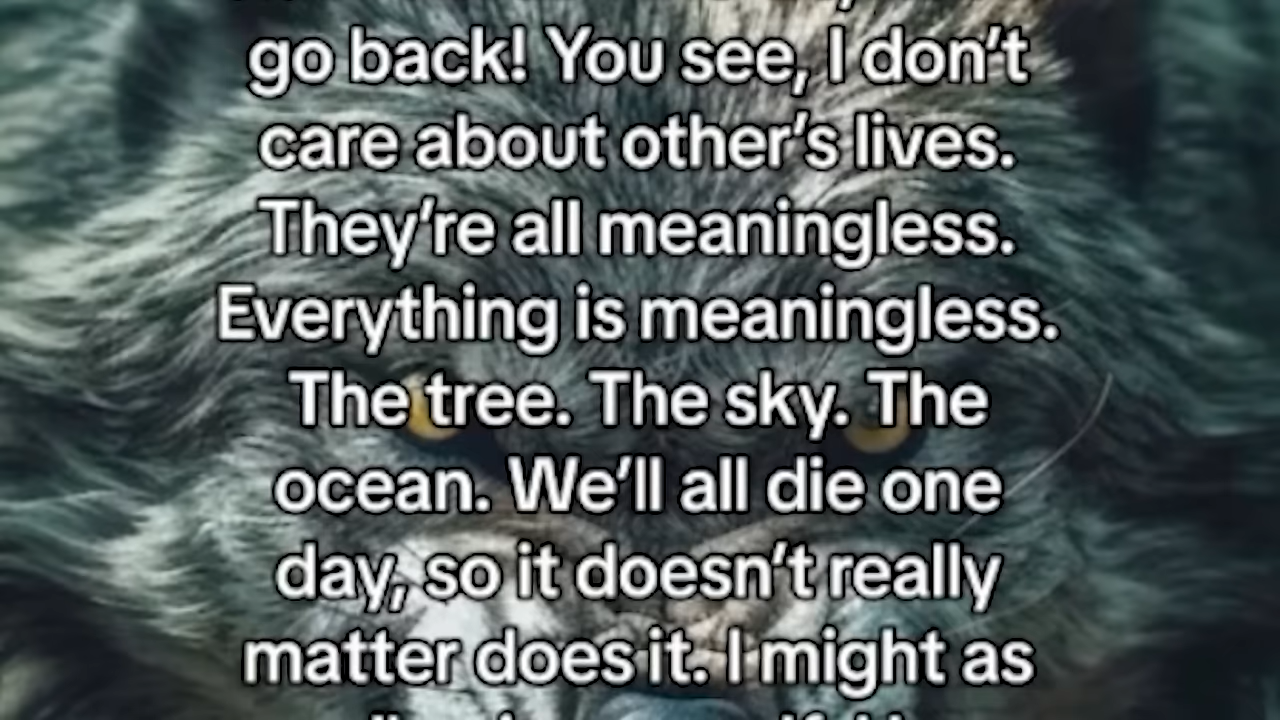 go back! You see, I don’t
care about other’s lives.
They’re all meaningless.
Everything is meaningless.
The tree. The sky. The
ocean. We’ll all die one
day, so it doesn’t really
matter does it. I might as